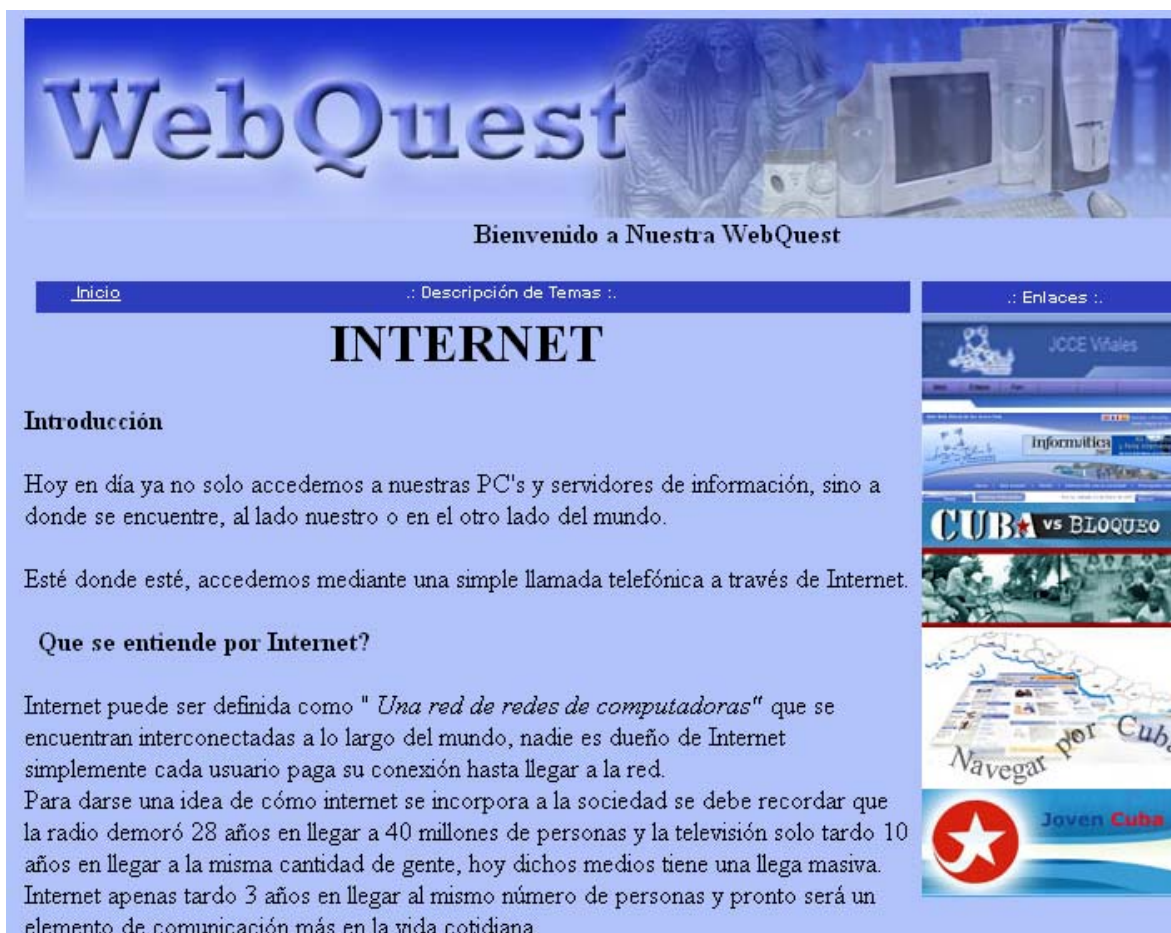 WebQuest
Bienvenido a Nuestra WebQuest
Inicio
.: Descripción de Temas :.
INTERNET
Introducción
Hoy en día ya no solo accedemos a nuestras PC's y servidores de información, sino a
donde se encuentre, al lado nuestro o en el otro lado del mundo.
Esté donde esté, accedemos mediante una simple llamada telefónica a través de Internet.
Que se entiende por Internet?
Internet puede ser definida como " Una red de redes de computadoras" que se
encuentran interconectadas a lo largo del mundo, nadie es dueño de Internet
simplemente cada usuario paga su conexión hasta llegar a la red.
Para darse una idea de cómo internet se incorpora a la sociedad se debe recordar que
la radio demoró 28 años en llegar a 40 millones de personas y la televisión solo tardo 10
años en llegar a la misma cantidad de gente, hoy dichos medios tiene una llega masiva.
Internet apenas tardo 3 años en llegar al mismo número de personas y pronto será un
elemento de comunicación más en la vida cotidiana
.: Enlaces :.
JCCE Viñales
informática
CUBA vs BLOQUEO
Navegar por Cuba
Joven Cuba